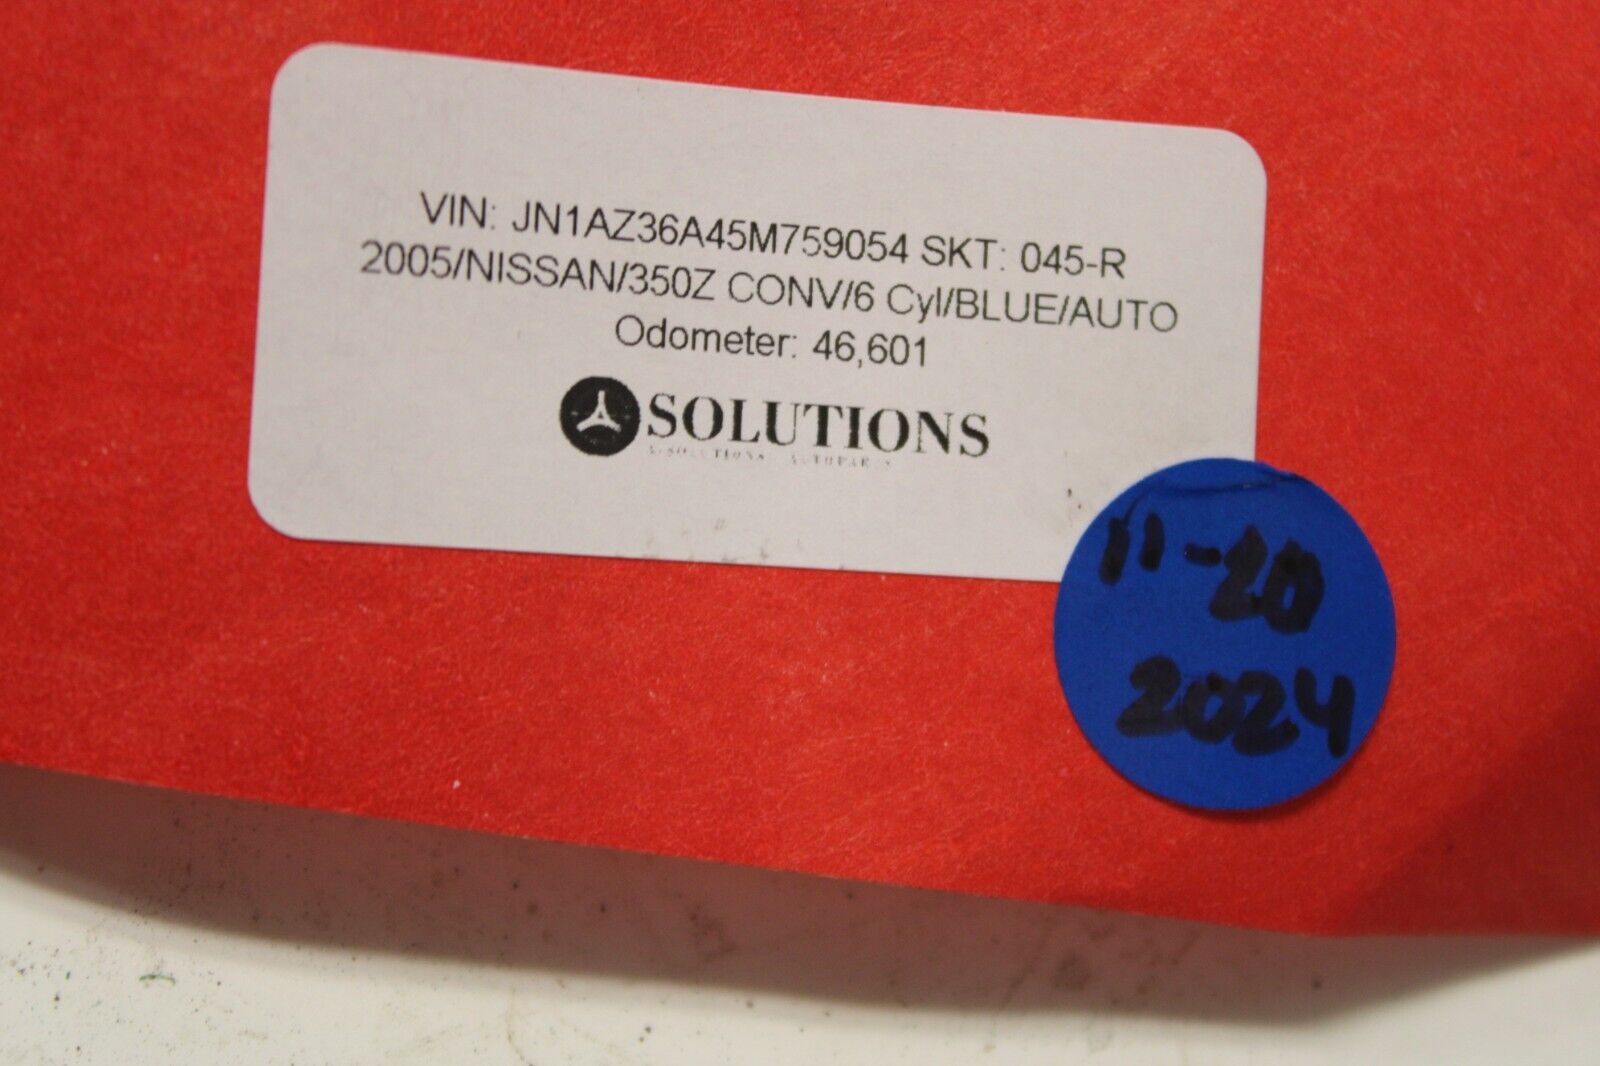 VIN: JN1AZ36A45M759054 SKT: 045-R
2005/NISSAN/350Z CONV/6 Cyl/BLUE/AUTO
Odometer: 46,601
SOLUTIONS
11-20
2024